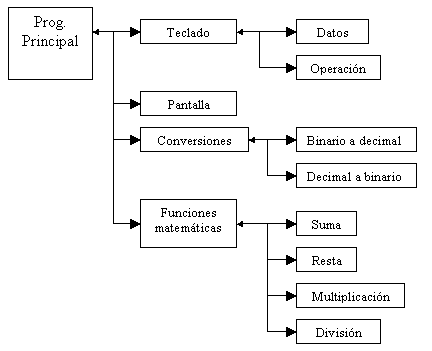 Prog.
Principal
Teclado
Datos
Operación
Pantalla
Conversiones
Binario a decimal
Decimal a binario
Funciones
matemáticas
Suma
Resta
Multiplicación
División